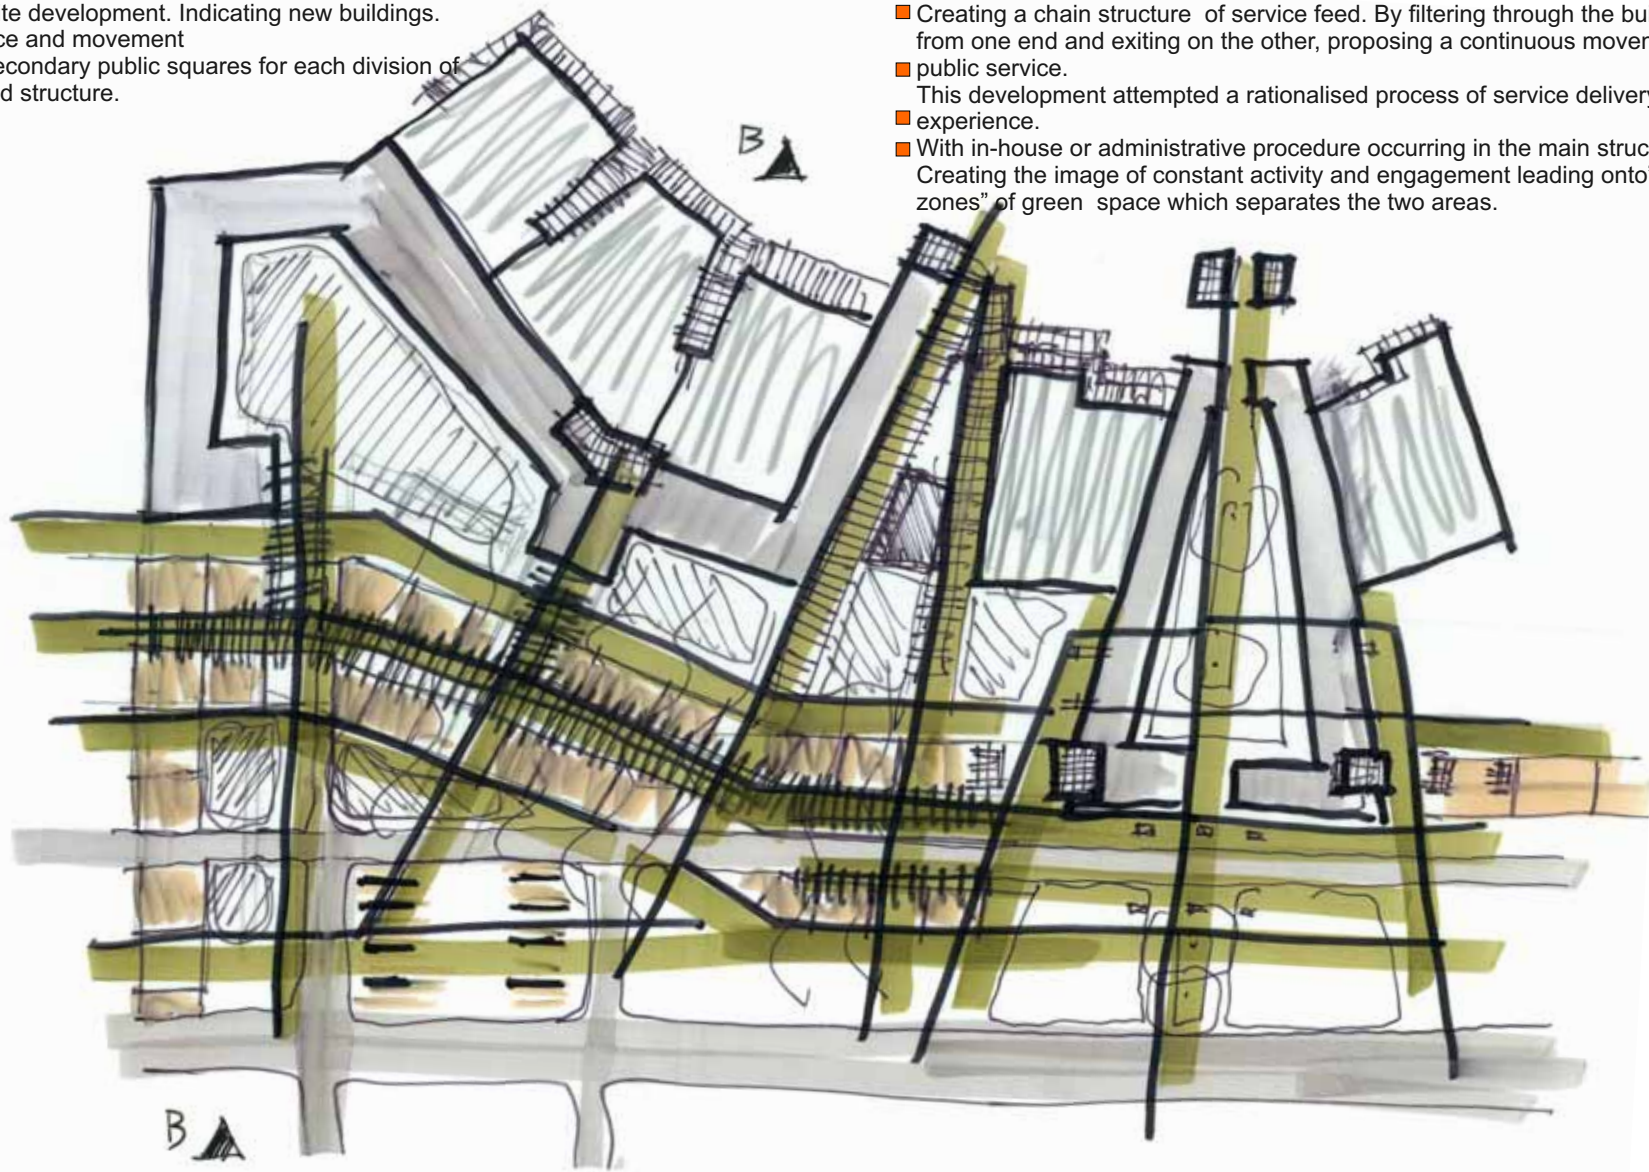 te development. Indicating new buildings.
ce and movement
econdary public squares for each division of
d structure.
Creating a chain structure of service feed. By filtering through the bu
from one end and exiting on the other, proposing a continuous mover
public service.
This development attempted a rationalised process of service delivery
experience.
With in-house or administrative procedure occurring in the main struc
Creating the image of constant activity and engagement leading onto"
zones” of green space which separates the two areas.
B
B